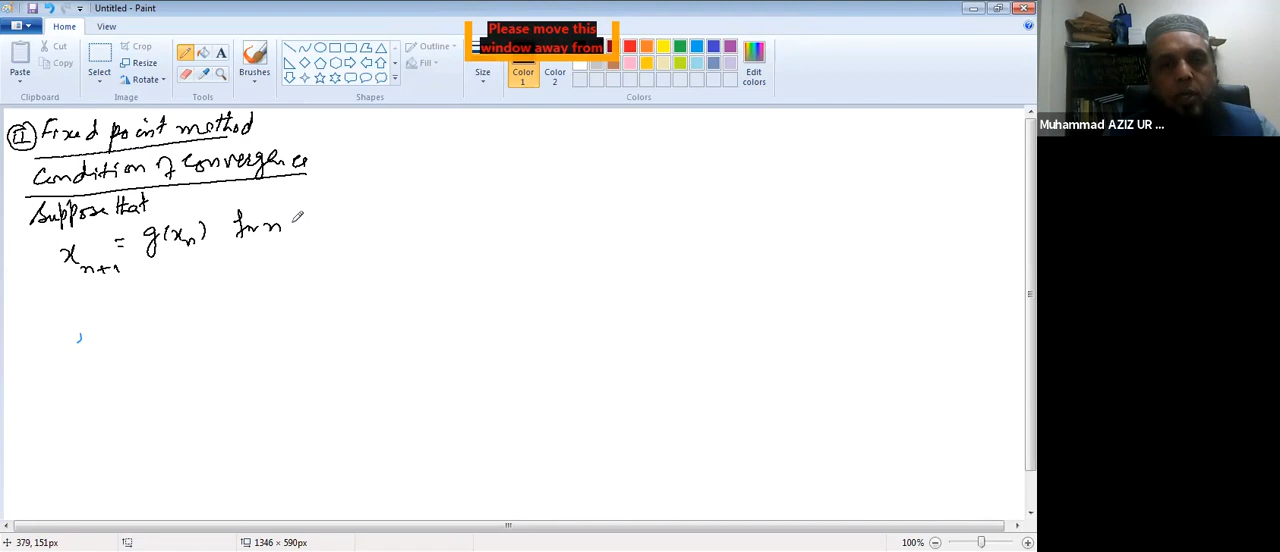 Untitled - Paint
Home View
Paste
Cut
Copy
Clipboard
Select
Crop
Resize
Rotate
Image
Tools
Brushes
Shapes
Outline
Fill
Size
Please move this
window away from
Color 1
Color 2
Edit colors
Colors
Muhammad AZIZ UR ...
II Fixed point method
Condition of convergence
Suppose that
x_{n+1} = g(x_n) for n
379, 151px
1346 × 590px
100%